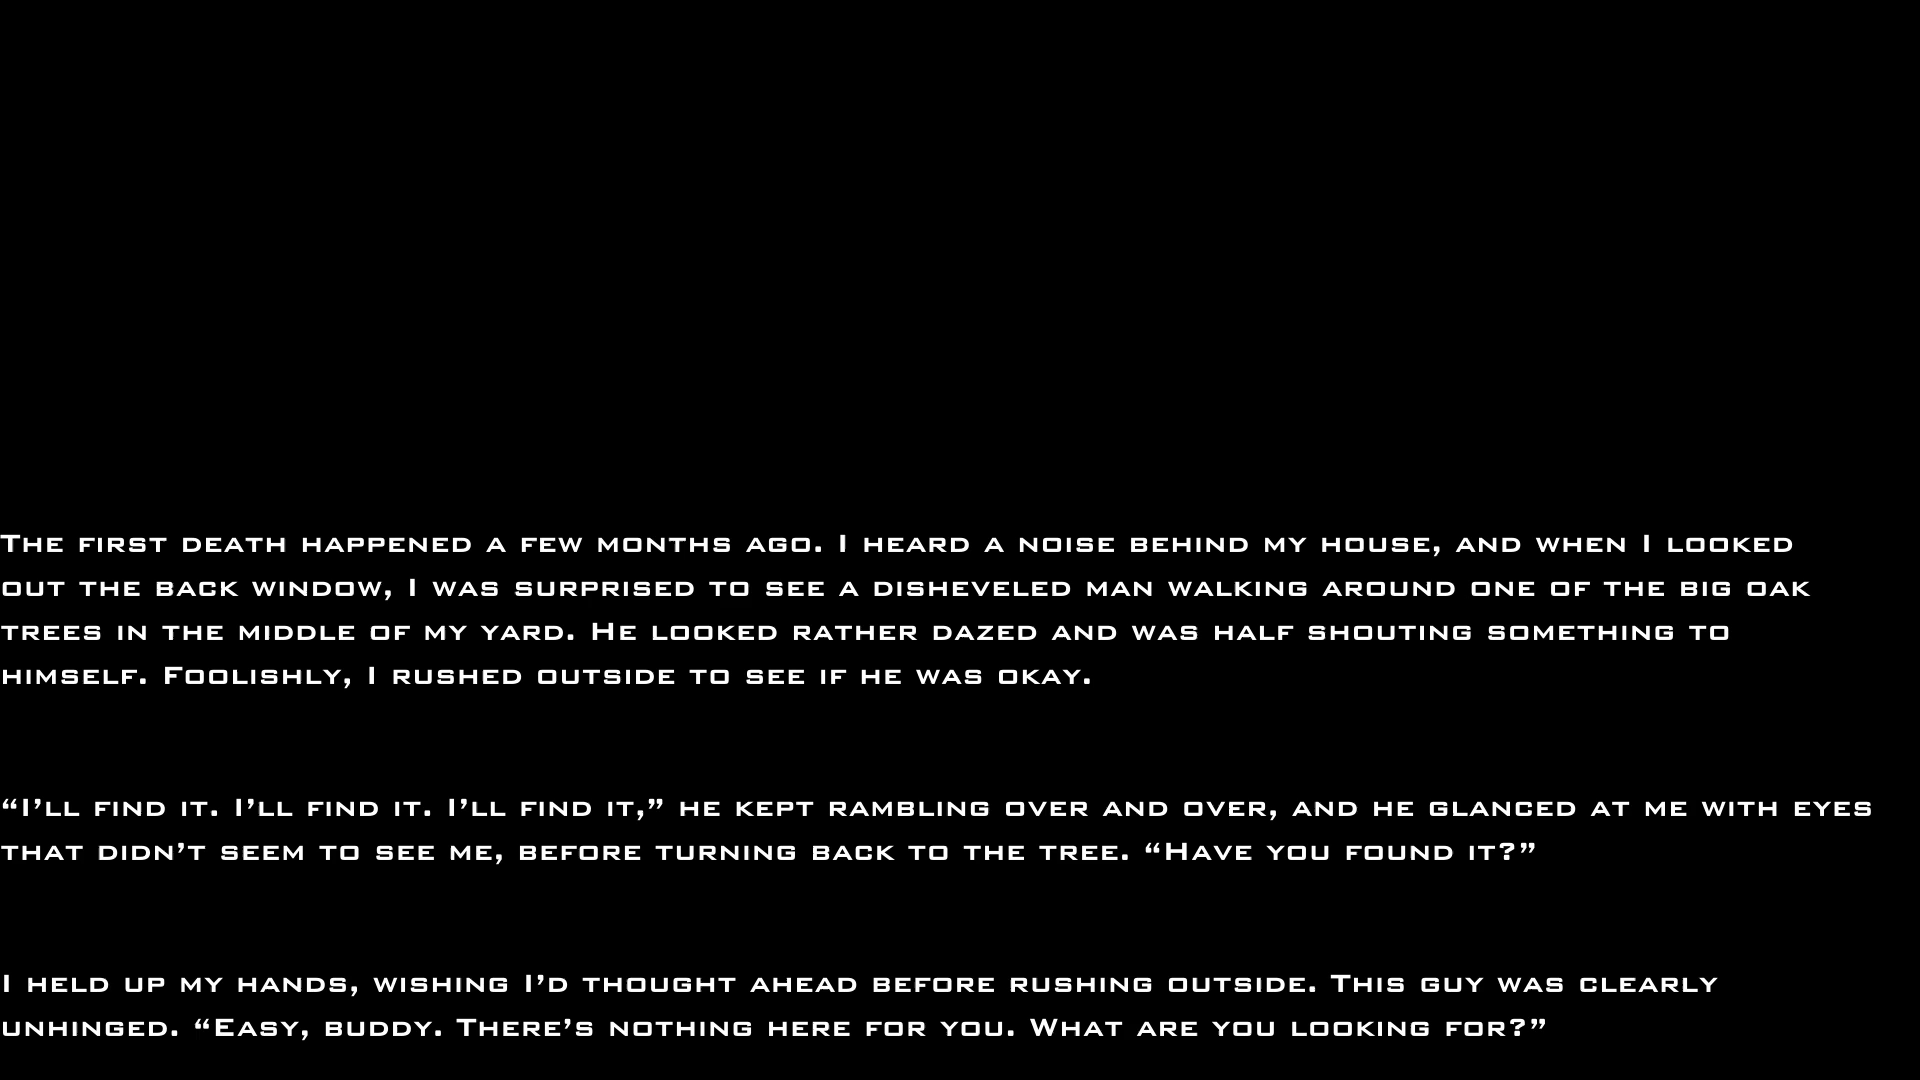 The first death happened a few months ago. I heard a noise behind my house, and when I looked
out the back window, I was surprised to see a disheveled man walking around one of the big oak
trees in the middle of my yard. He looked rather dazed and was half shouting something to
himself. Foolishly, I rushed outside to see if he was okay.
“I’ll find it. I’ll find it. I’ll find it,” he kept rambling over and over, and he glanced at me with eyes
that didn’t seem to see me, before turning back to the tree. “Have you found it?”
I held up my hands, wishing I’d thought ahead before rushing outside. This guy was clearly
unhinged. “Easy, buddy. There’s nothing here for you. What are you looking for?”